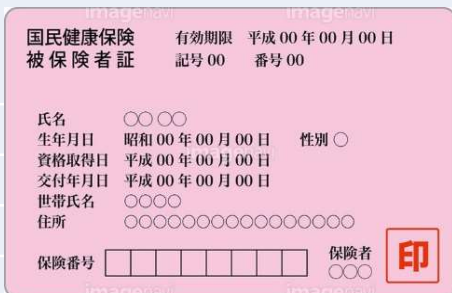 imagenavi imagenavi
国民健康保険 有効期限 平成 00 年 00 月 00 日
被保険者証 記号 00 番号 00
氏名 ○○ ○○
生年月日 昭和 00 年 00 月 00 日 性別 ○
資格取得日 平成 00 年 00 月 00 日
交付年月日 平成 00 年 00 月 00 日
世帯氏名 ○○○○
住所 ○○○○○○○○○○○○○○○○
保険番号 保険者
○○○
印
imagenavi imagenavi